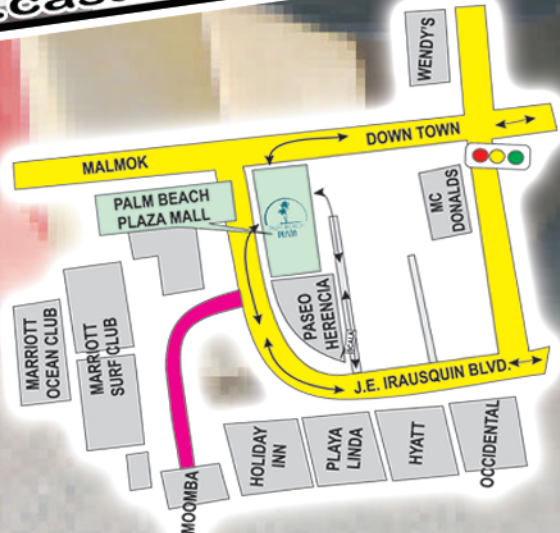 WENDY'S
DOWN TOWN
MALMOK
PALM BEACH
PLAZA MALL
PLAZA
MC
DONALDS
PASEO
HERENCIA
MARRIOTT
OCEAN CLUB
MARRIOTT
SURF CLUB
J.E. IRAUSQUIN BLVD.
MOOMBA
HOLIDAY
INN
PLAYA
LINDA
HYATT
OCCIDENTAL